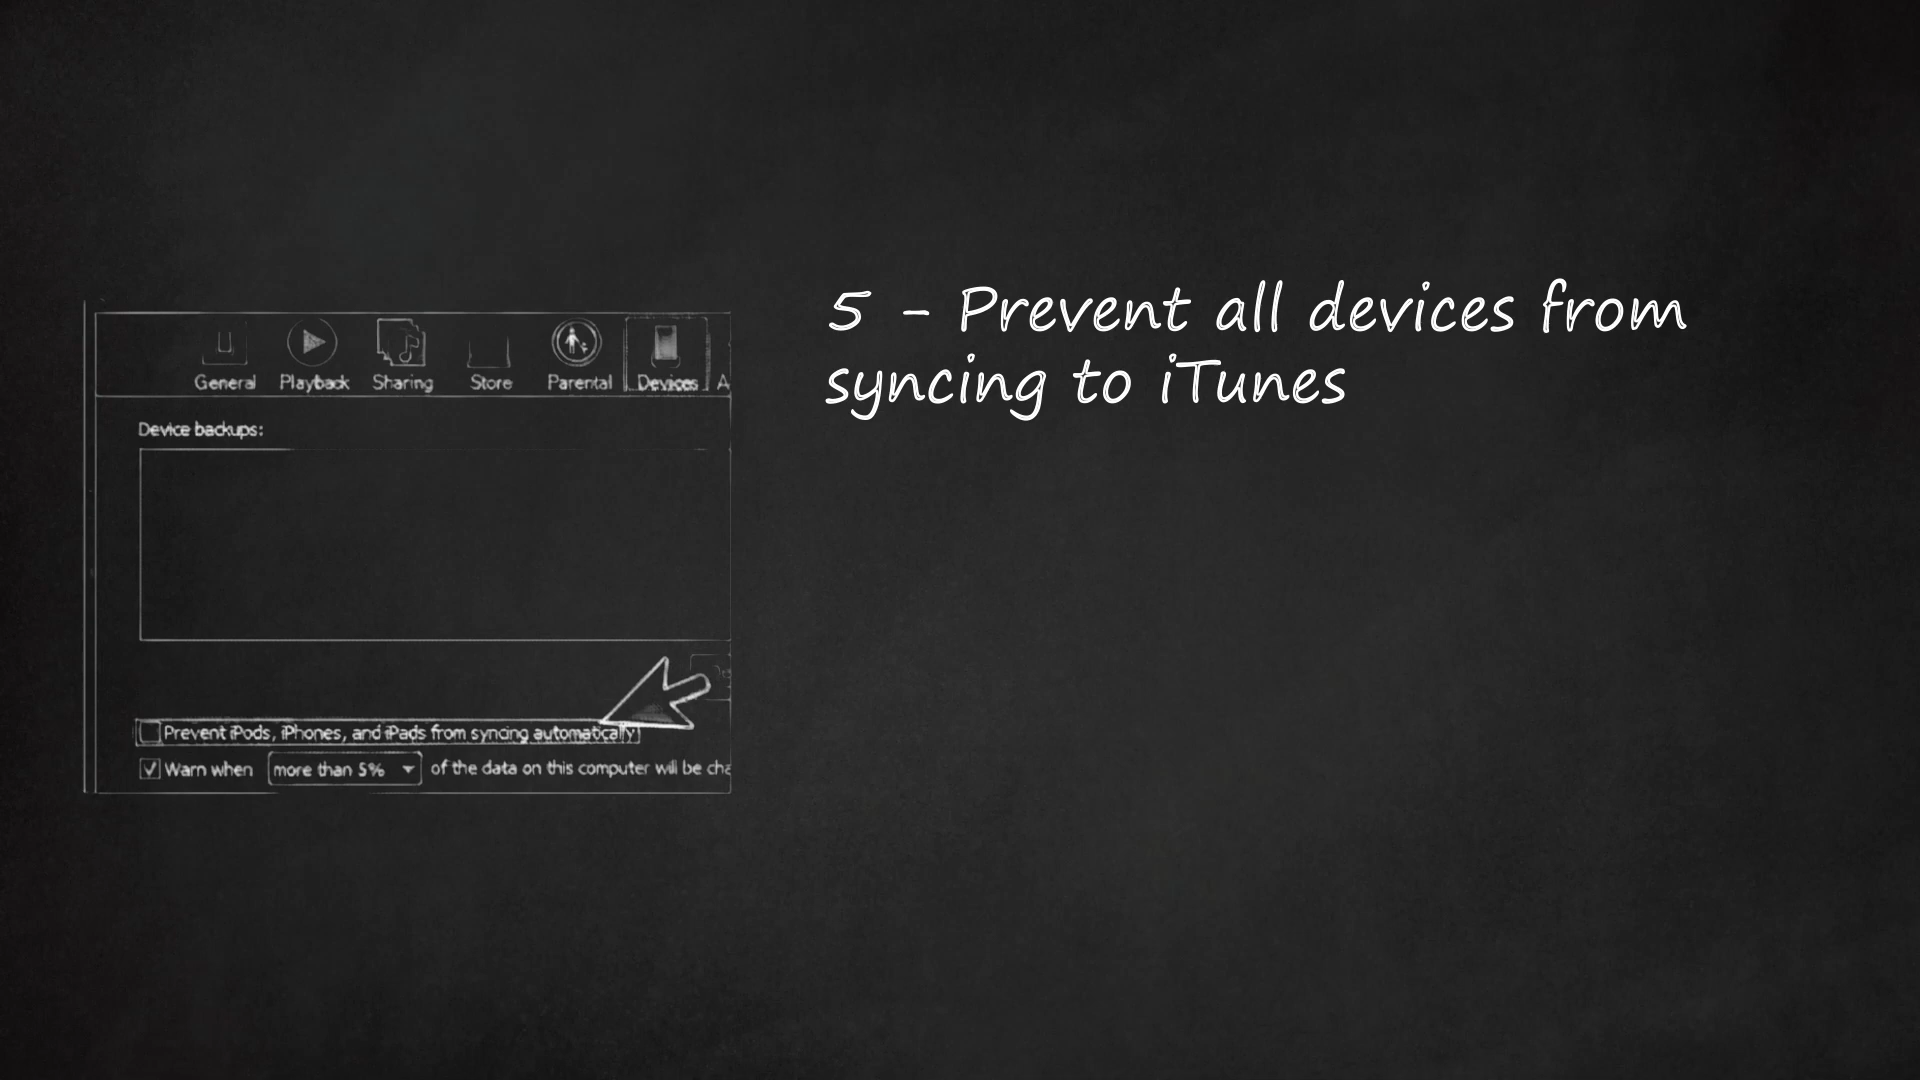 5 - Prevent all devices from
syncing to iTunes
General Playback Sharing Store Parental Devices A
Device backups:
Prevent iPods, iPhones, and iPads from syncing automatically
Warn when more than 5% of the data on this computer will be cha